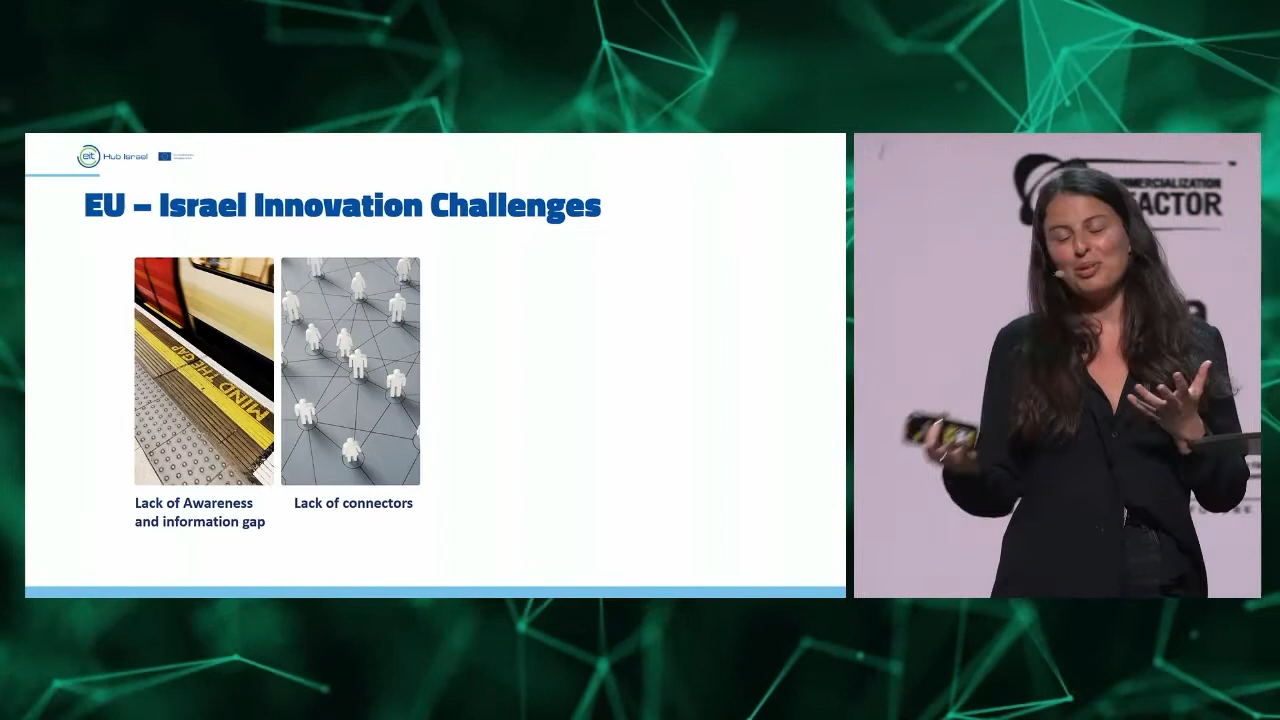 eit Hub Israel
EU – Israel Innovation Challenges
MIND THE GAP
Lack of Awareness
and information gap
Lack of connectors
ACTOR